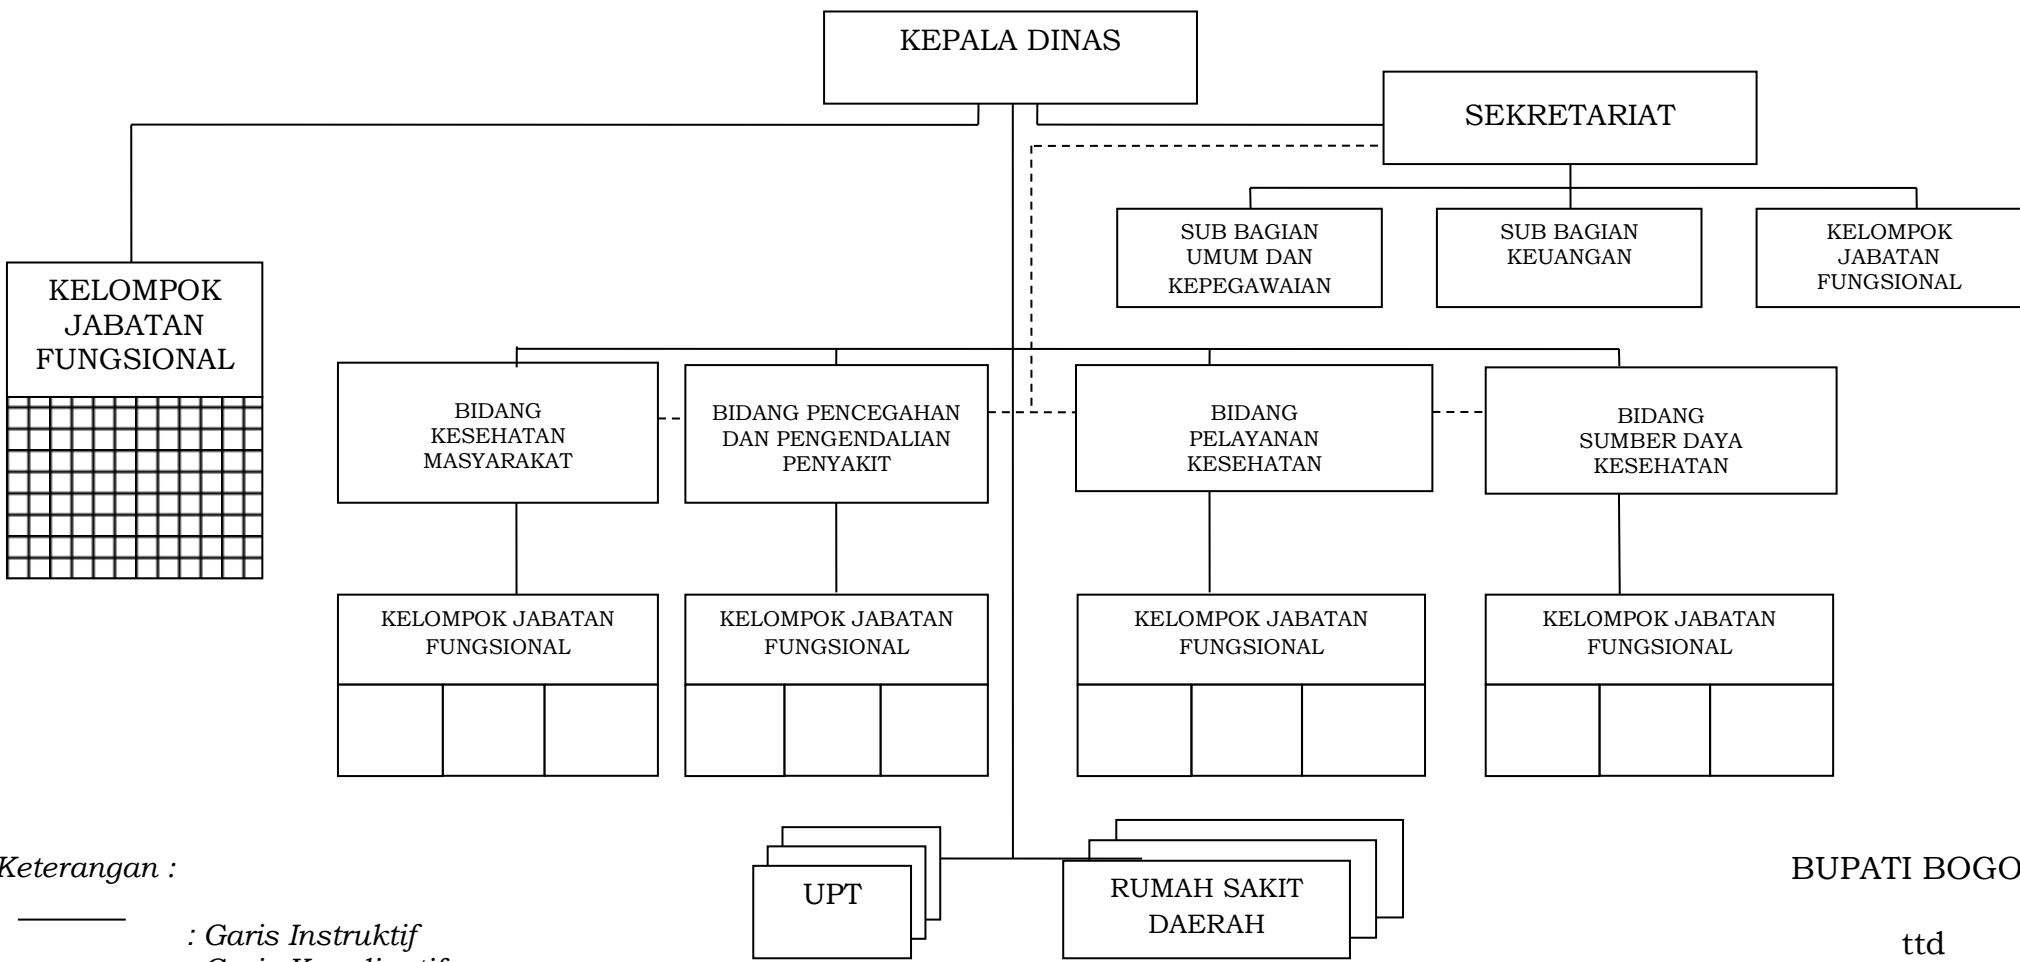 KEPALA DINAS
SEKRETARIAT
SUB BAGIAN
UMUM DAN
KEPEGAWAIAN
SUB BAGIAN
KEUANGAN
KELOMPOK
JABATAN
FUNGSIONAL
KELOMPOK
JABATAN
FUNGSIONAL
BIDANG
KESEHATAN
MASYARAKAT
BIDANG PENCEGAHAN
DAN PENGENDALIAN
PENYAKIT
BIDANG
PELAYANAN
KESEHATAN
BIDANG
SUMBER DAYA
KESEHATAN
KELOMPOK JABATAN
FUNGSIONAL
KELOMPOK JABATAN
FUNGSIONAL
KELOMPOK JABATAN
FUNGSIONAL
KELOMPOK JABATAN
FUNGSIONAL
UPT
RUMAH SAKIT
DAERAH
Keterangan :
: Garis Instruktif
BUPATI BOGO
ttd